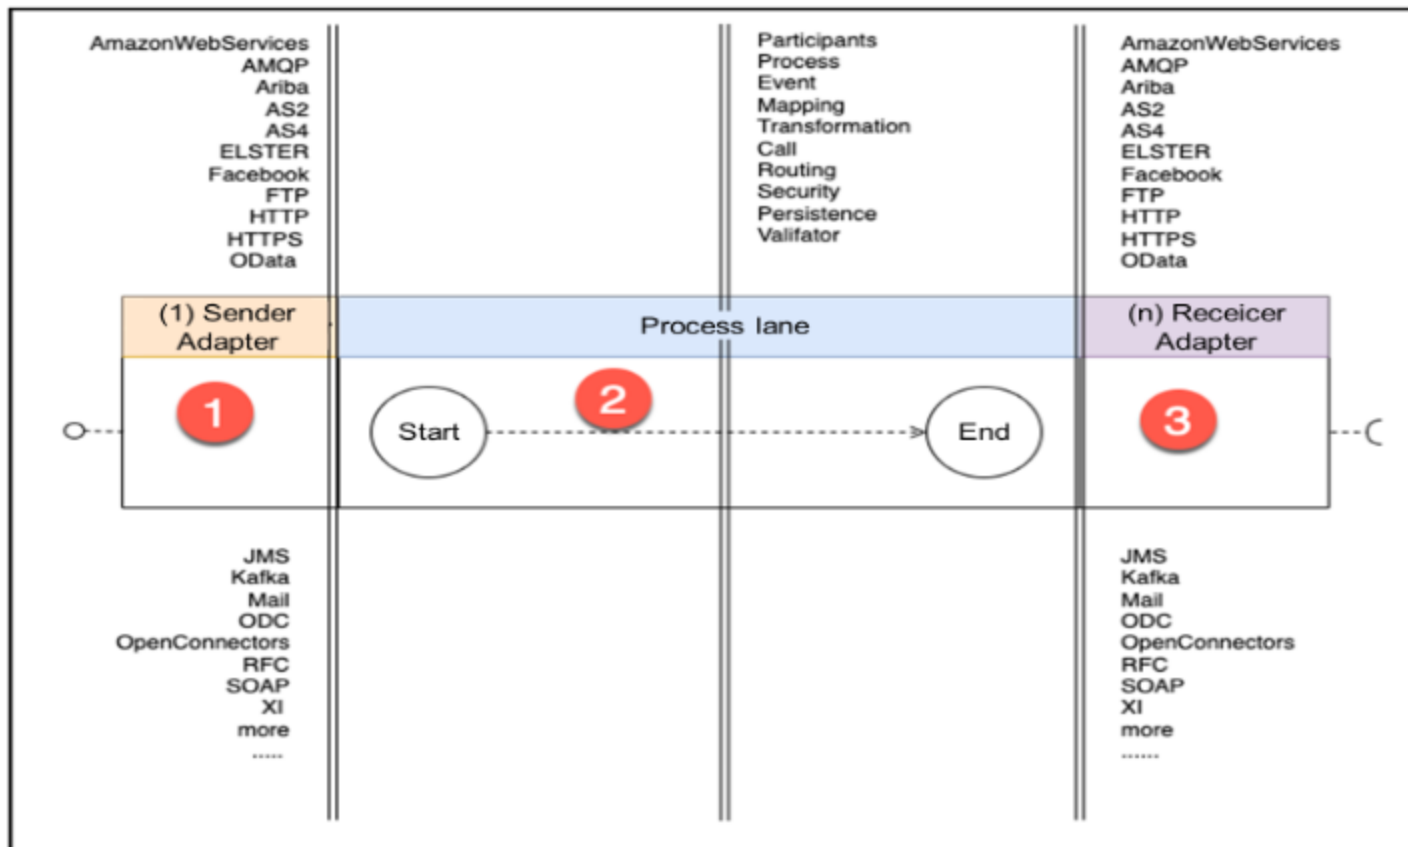 AmazonWebServices
AMQP
Ariba
AS2
AS4
ELSTER
Facebook
FTP
HTTP
HTTPS
OData
Participants
Process
Event
Mapping
Transformation
Call
Routing
Security
Persistence
Valifator
AmazonWebServices
AMQP
Ariba
AS2
AS4
ELSTER
Facebook
FTP
HTTP
HTTPS
OData
(1) Sender
Adapter
Process lane
(n) Receicer
Adapter
1
Start
2
End
3
JMS
Kafka
Mail
ODC
OpenConnectors
RFC
SOAP
XI
more
.....
JMS
Kafka
Mail
ODC
OpenConnectors
RFC
SOAP
XI
more
......